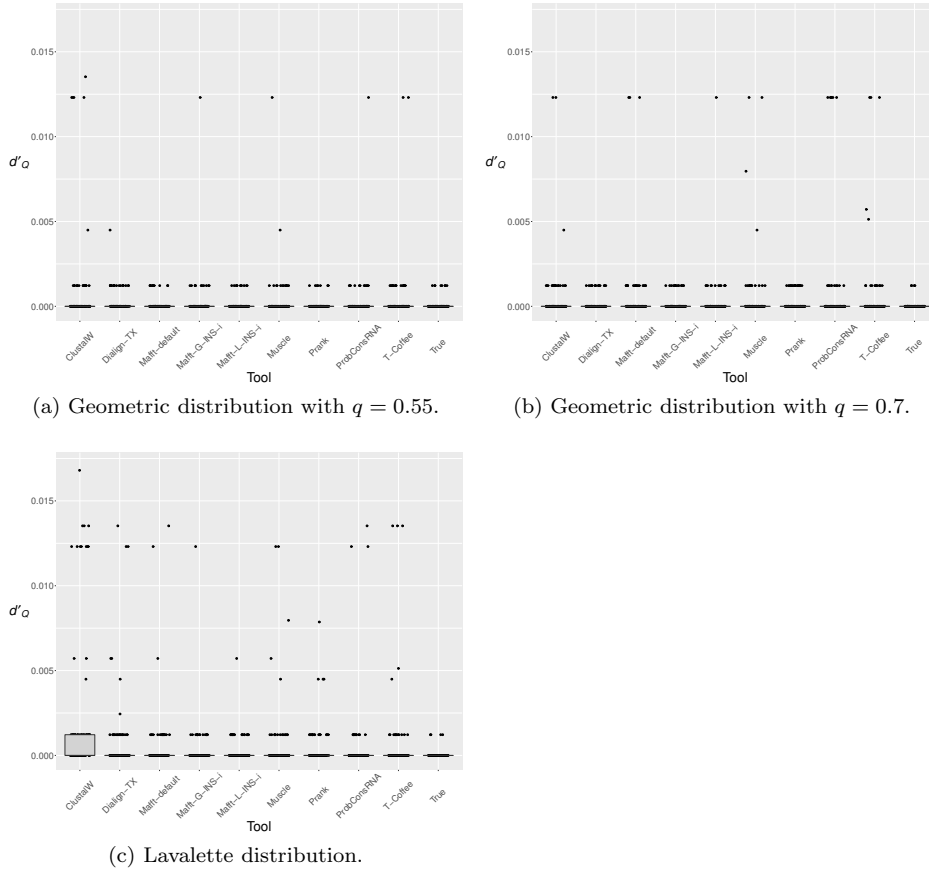 0.015
0.010
d'Q
0.005
0.000
ClustalW
Dialign−TX
Mafft−default
Mafft−G−INS−i
Mafft−L−INS−i
Muscle
Prank
ProbConsRNA
T−Coffee
True
Tool
(a) Geometric distribution with q = 0.55.
0.015
0.010
d'Q
0.005
0.000
ClustalW
Dialign−TX
Mafft−default
Mafft−G−INS−i
Mafft−L−INS−i
Muscle
Prank
ProbConsRNA
T−Coffee
True
Tool
(b) Geometric distribution with q = 0.7.
0.015
0.010
d'Q
0.005
0.000
ClustalW
Dialign−TX
Mafft−default
Mafft−G−INS−i
Mafft−L−INS−i
Muscle
Prank
ProbConsRNA
T−Coffee
True
Tool
(c) Lavalette distribution.